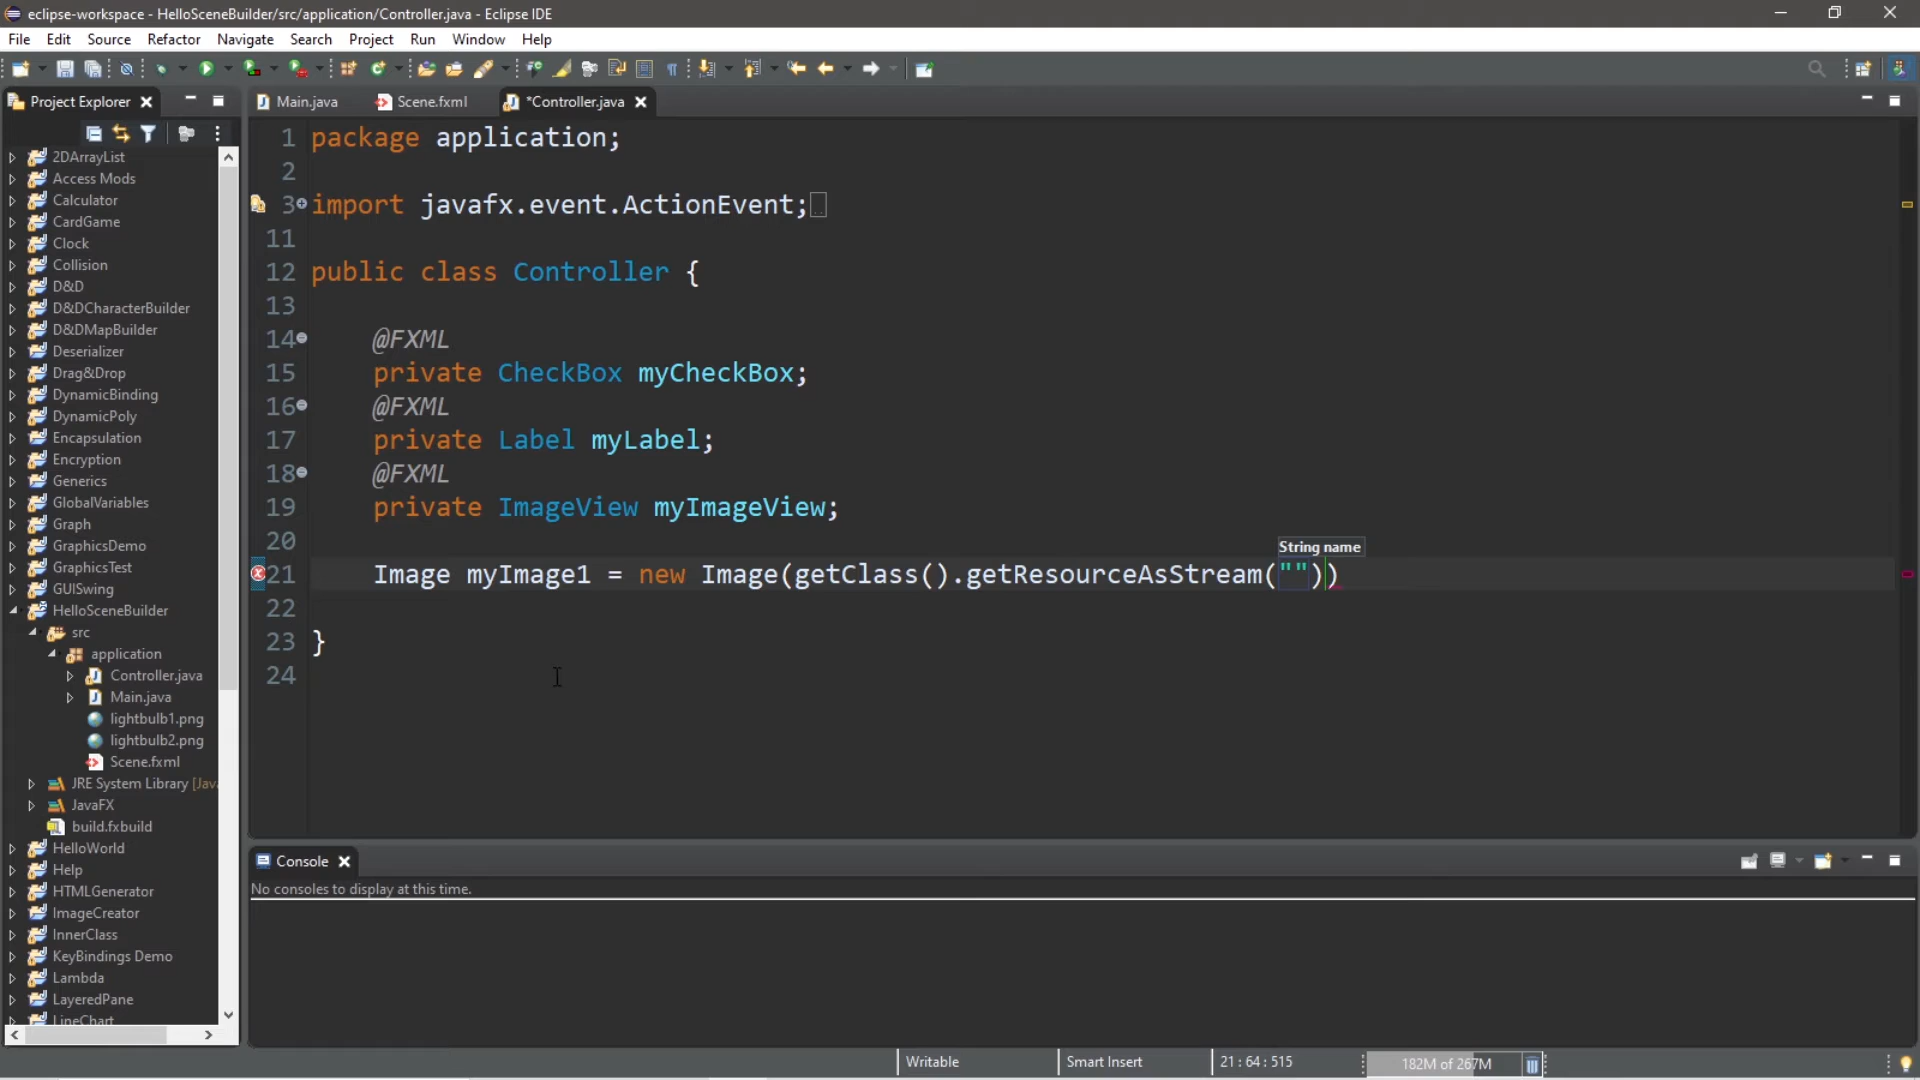 eclipse-workspace - HelloSceneBuilder/src/application/Controller.java - Eclipse IDE
File Edit Source Refactor Navigate Search Project Run Window Help
Project Explorer
2DArrayList
Access Mods
Calculator
CardGame
Clock
Collision
D&D
D&DCharacterBuilder
D&DMapBuilder
Deserializer
Drag&Drop
DynamicBinding
DynamicPoly
Encapsulation
Encryption
Generics
GlobalVariables
Graph
GraphicsDemo
GraphicsTest
GUISwing
HelloSceneBuilder
src
application
Controller.java
Main.java
lightbulb1.png
lightbulb2.png
Scene.fxml
JRE System Library [Java
JavaFX
build.fxbuild
HelloWorld
Help
HTMLGenerator
ImageCreator
InnerClass
KeyBindings Demo
Lambda
LayeredPane
LineChart
Main.java Scene.fxml *Controller.java
1 package application;
2
3 import javafx.event.ActionEvent;
11
12 public class Controller {
13
14 @FXML
15 private CheckBox myCheckBox;
16 @FXML
17 private Label myLabel;
18 @FXML
19 private ImageView myImageView;
20
String name
21 Image myImage1 = new Image(getClass().getResourceAsStream(""))
22
23 }
24
Console
No consoles to display at this time.
Writable Smart Insert 21 : 64 : 515 182M of 267M